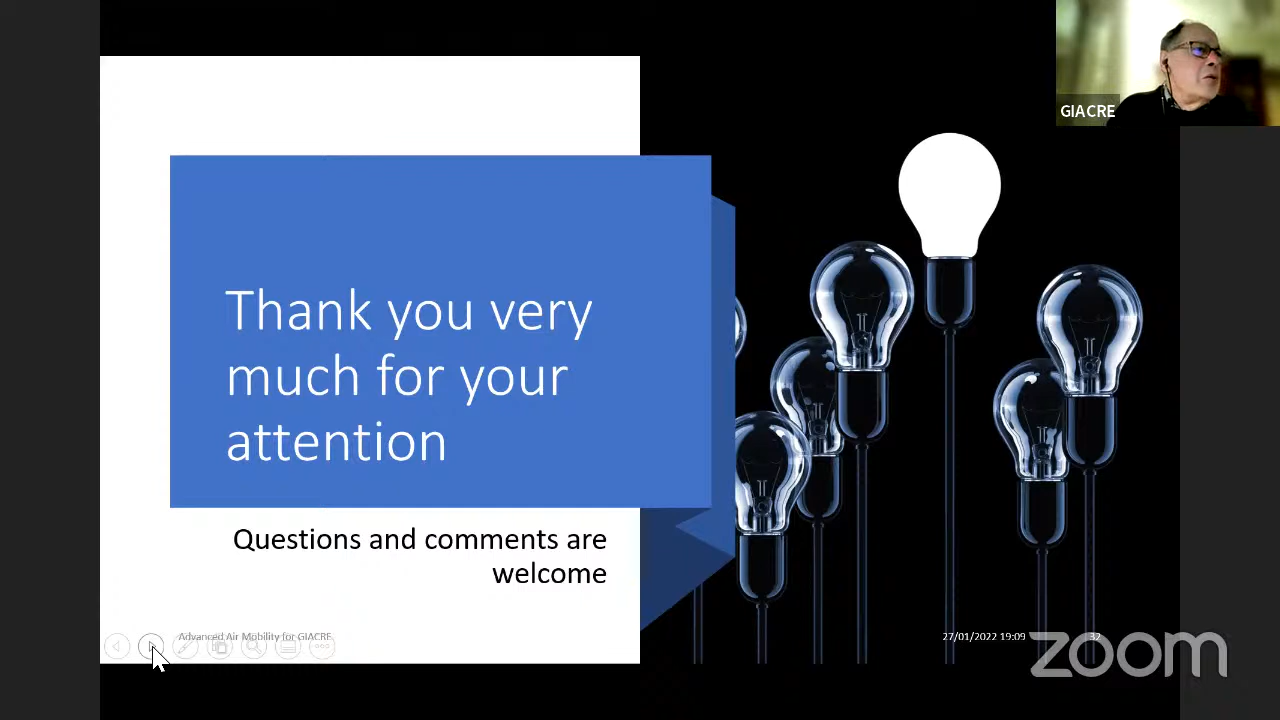 GIACRE
Thank you very
much for your
attention
Questions and comments are
welcome
Advanced Air Mobility for GIACRE
27/01/2022 19:09
32
zoom